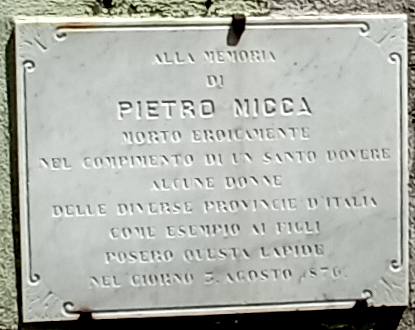 ALLA MEMORIA
DI
PIETRO MICCA
MORTO EROICAMENTE
NEL COMPIMENTO DI UN SANTO DOVERE
ALCUNE DONNE
DELLE DIVERSE PROVINCIE D'ITALIA
COME ESEMPIO AI FIGLI
POSERO QUESTA LAPIDE
NEL GIORNO 3. AGOSTO 1876.